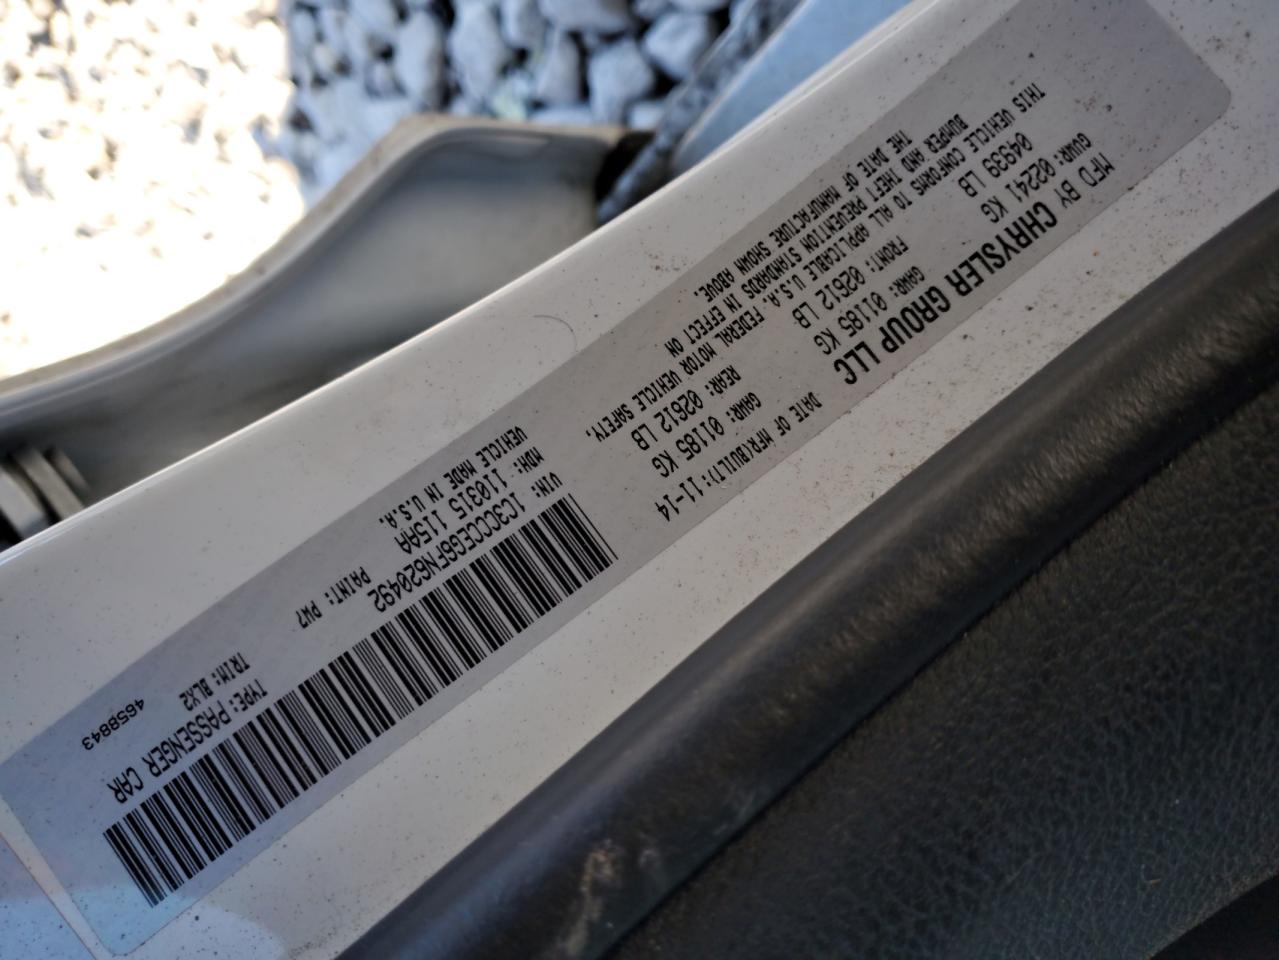 MFD BY CHRYSLER GROUP LLC
DATE OF MFR(BUILT): 11-14
GVWR: 02241 KG
04939 LB
GAWR: 01185 KG
FRONT: 02612 LB
GAWR: 01185 KG
REAR: 02612 LB
THIS VEHICLE CONFORMS TO ALL APPLICABLE U.S.A. FEDERAL MOTOR VEHICLE SAFETY,
BUMPER AND THEFT PREVENTION STANDARDS IN EFFECT ON
THE DATE OF MANUFACTURE SHOWN ABOVE.
VIN: 1C3CCCEG6FN620492
TYPE: PASSENGER CAR
MDH: 110315 115AA
PAINT: PW7
TRIM: BLX2
VEHICLE MADE IN U.S.A.
4658843